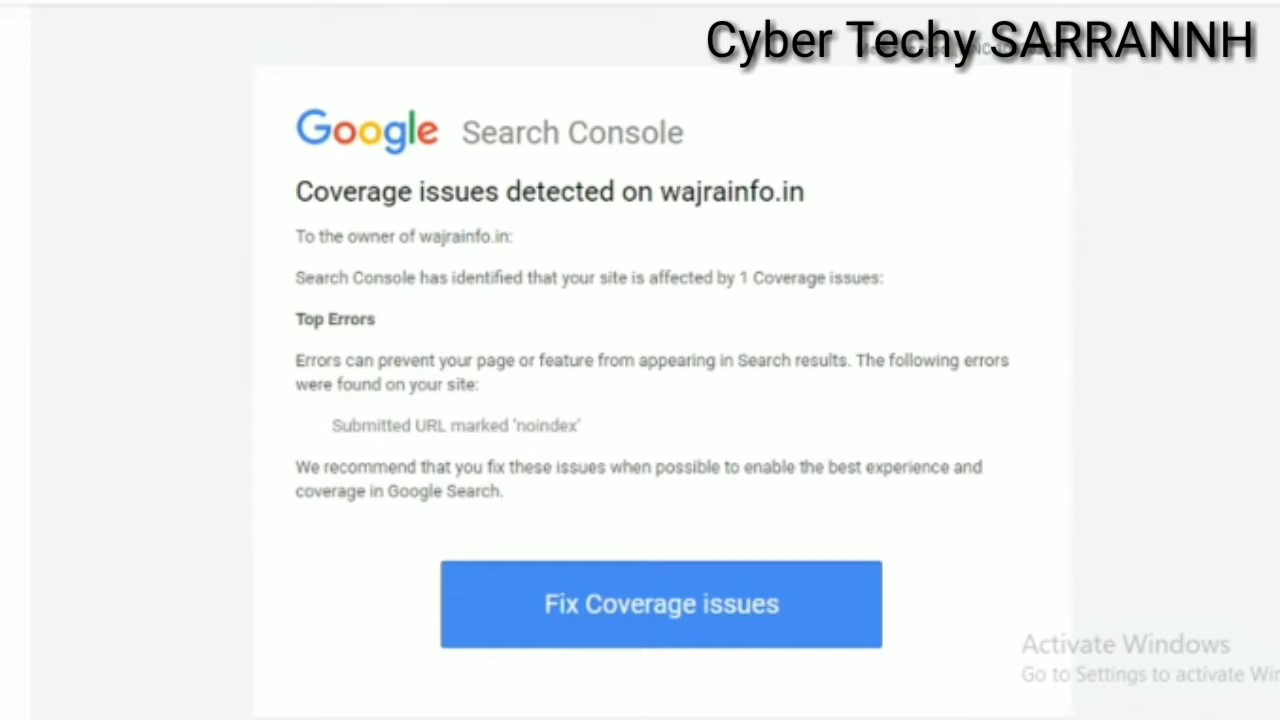 Cyber Techy SARRANNH
Google Search Console
Coverage issues detected on wajrainfo.in
To the owner of wajrainfo.in:
Search Console has identified that your site is affected by 1 Coverage issues:
Top Errors
Errors can prevent your page or feature from appearing in Search results. The following errors
were found on your site:
Submitted URL marked 'noindex'
We recommend that you fix these issues when possible to enable the best experience and
coverage in Google Search.
Fix Coverage issues
Activate Windows
Go to Settings to activate Win